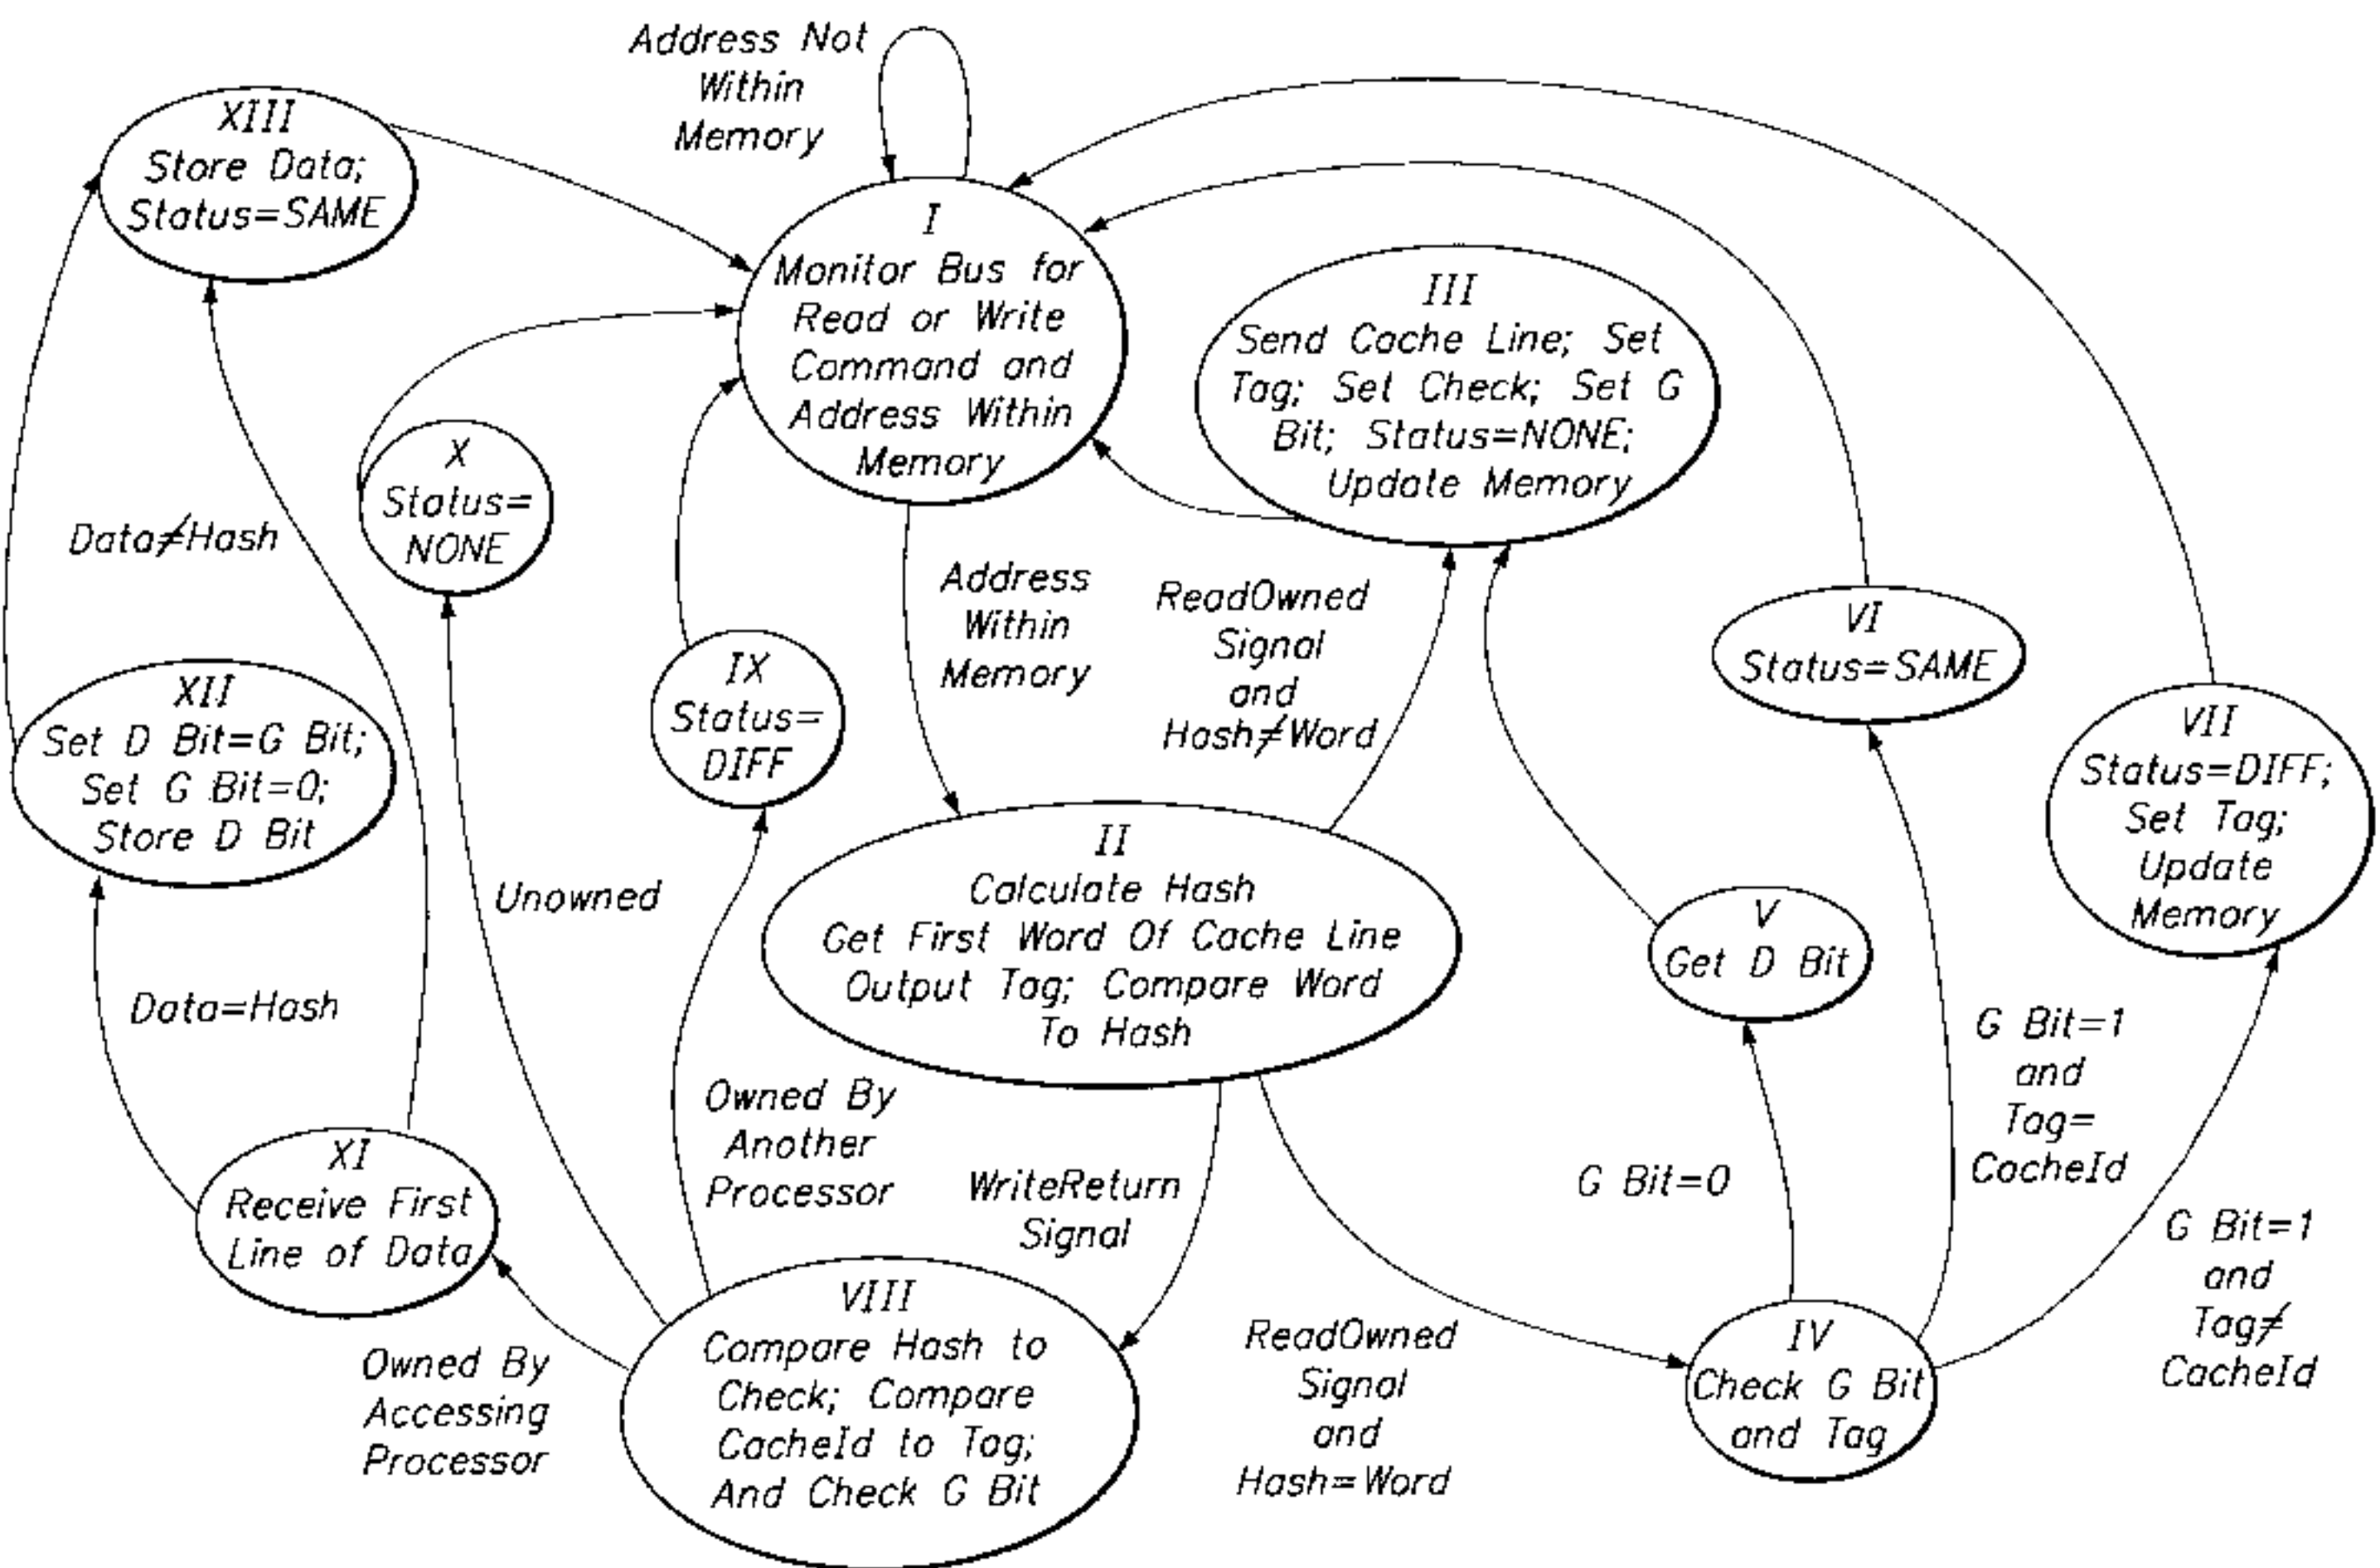 Address Not
Within
Memory
XIII
Store Data;
Status=SAME
I
Monitor Bus for
Read or Write
Command and
Address Within
Memory
III
Send Cache Line; Set
Tag; Set Check; Set G
Bit; Status=NONE;
Update Memory
X
Status=
NONE
Data≠Hash
Address
Within
Memory
ReadOwned
Signal
and
Hash≠Word
VI
Status=SAME
IX
Status=
DIFF
XII
Set D Bit=G Bit;
Set G Bit=0;
Store D Bit
VII
Status=DIFF;
Set Tag;
Update
Memory
Unowned
II
Calculate Hash
Get First Word Of Cache Line
Output Tag; Compare Word
To Hash
V
Get D Bit
Data=Hash
G Bit=1
and
Tag=
CacheId
Owned By
Another
Processor
WriteReturn
Signal
G Bit=0
G Bit=1
and
Tag≠
CacheId
XI
Receive First
Line of Data
Owned By
Accessing
Processor
VIII
Compare Hash to
Check; Compare
CacheId to Tag;
And Check G Bit
ReadOwned
Signal
and
Hash=Word
IV
Check G Bit
and Tag